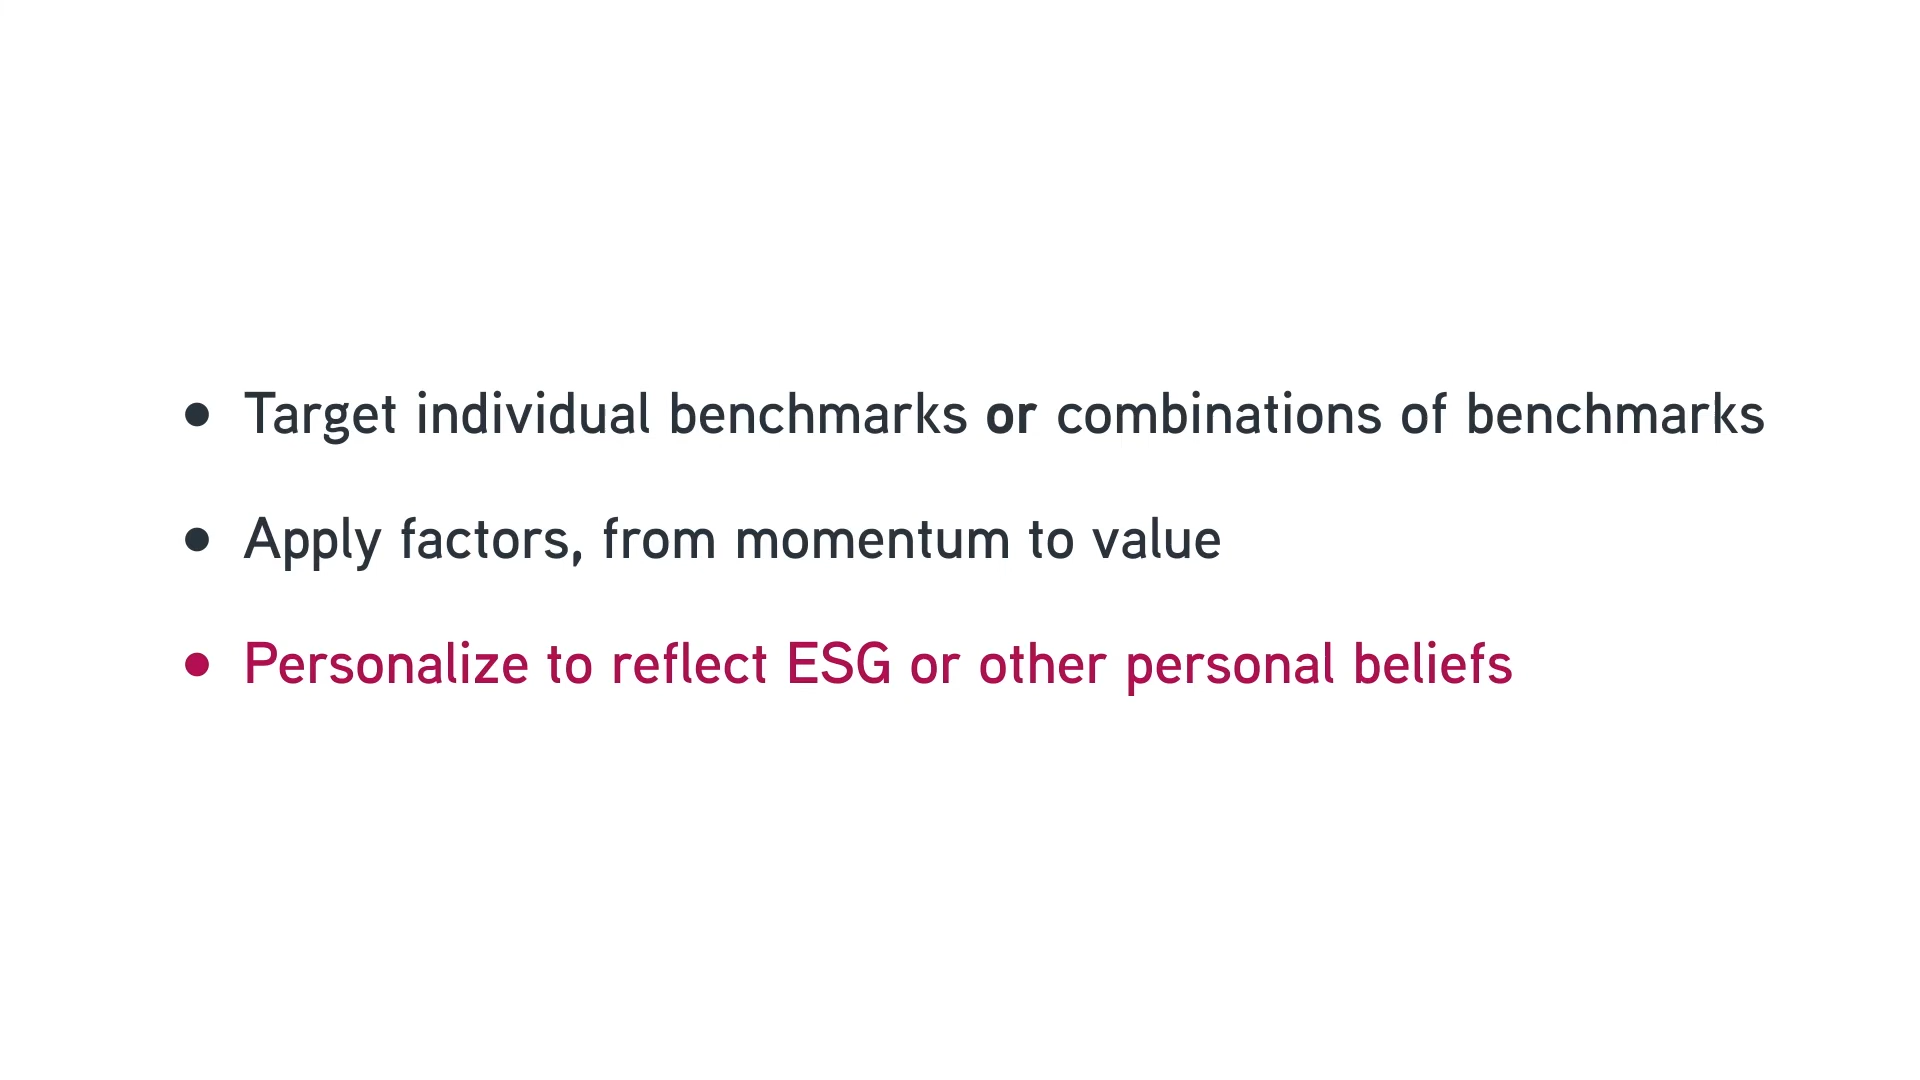 ● Target individual benchmarks or combinations of benchmarks
● Apply factors, from momentum to value
● Personalize to reflect ESG or other personal beliefs